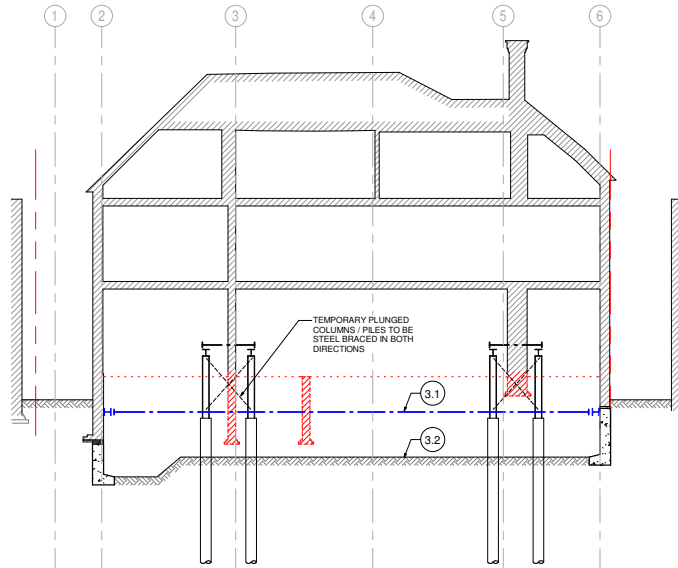 1 2 3 4 5 6
TEMPORARY PLUNGED
COLUMNS / PILES TO BE
STEEL BRACED IN BOTH
DIRECTIONS
3.1
3.2